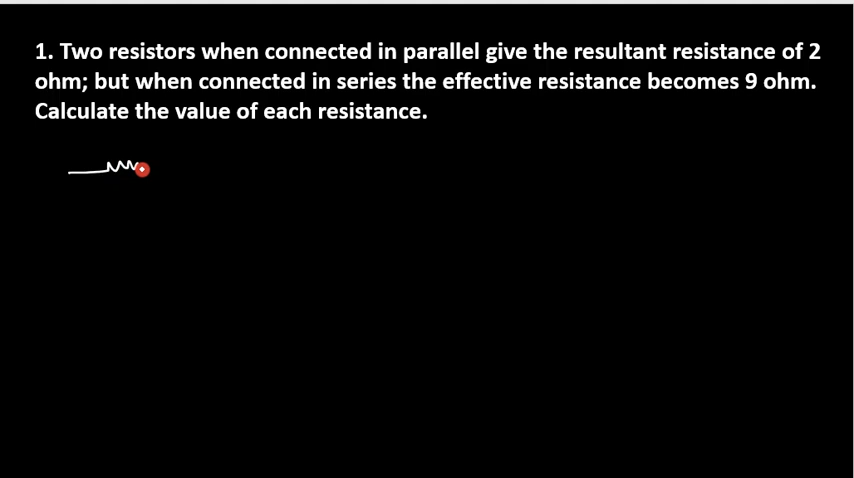 1. Two resistors when connected in parallel give the resultant resistance of 2
ohm; but when connected in series the effective resistance becomes 9 ohm.
Calculate the value of each resistance.